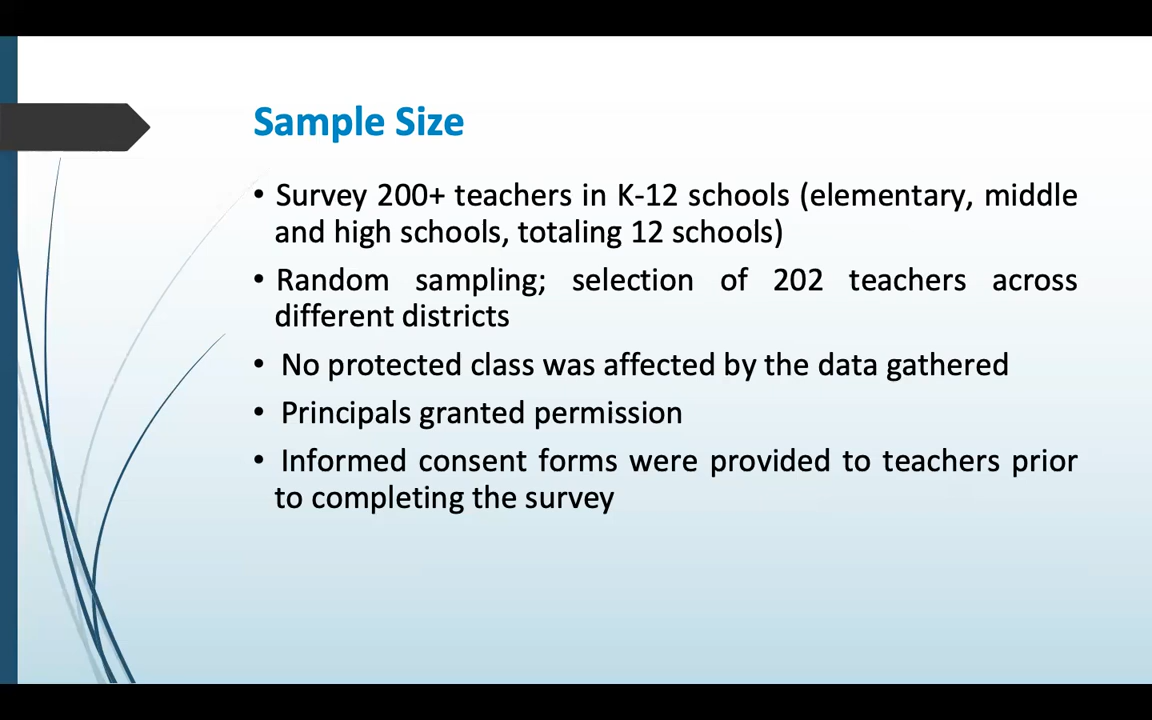 Sample Size
• Survey 200+ teachers in K-12 schools (elementary, middle
and high schools, totaling 12 schools)
• Random sampling; selection of 202 teachers across
different districts
• No protected class was affected by the data gathered
• Principals granted permission
• Informed consent forms were provided to teachers prior
to completing the survey